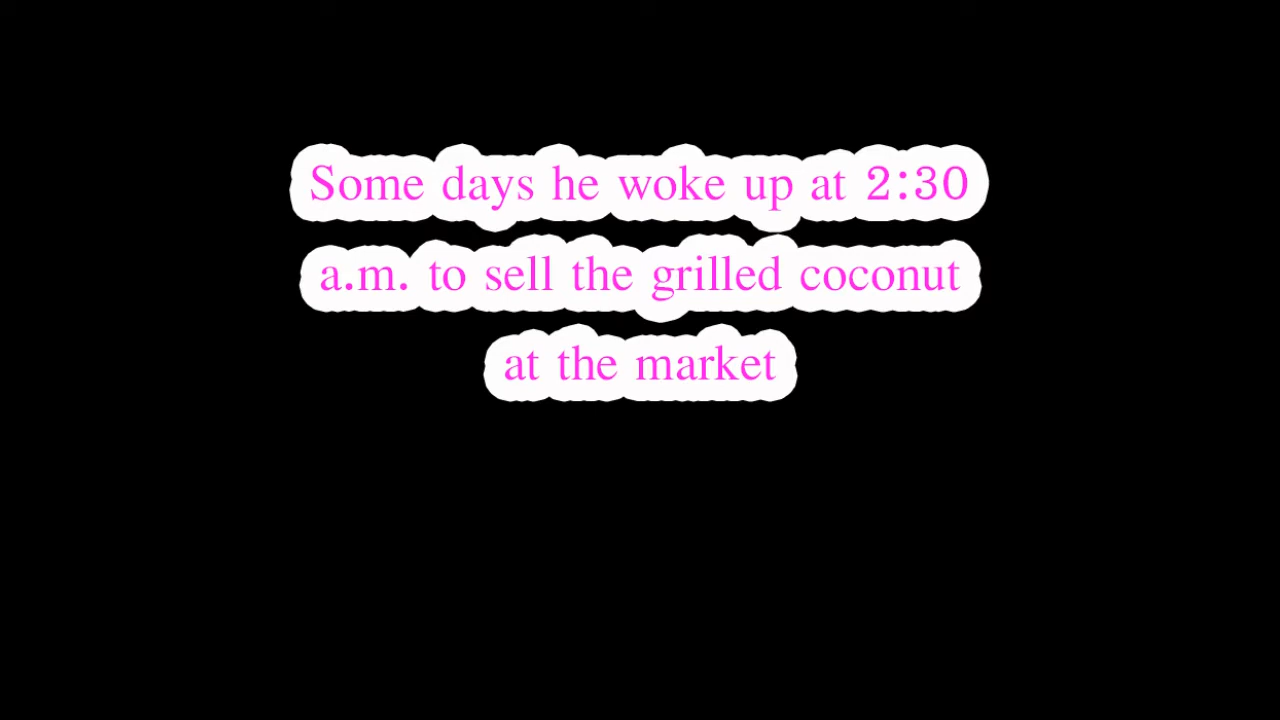 Some days he woke up at 2:30
a.m. to sell the grilled coconut
at the market